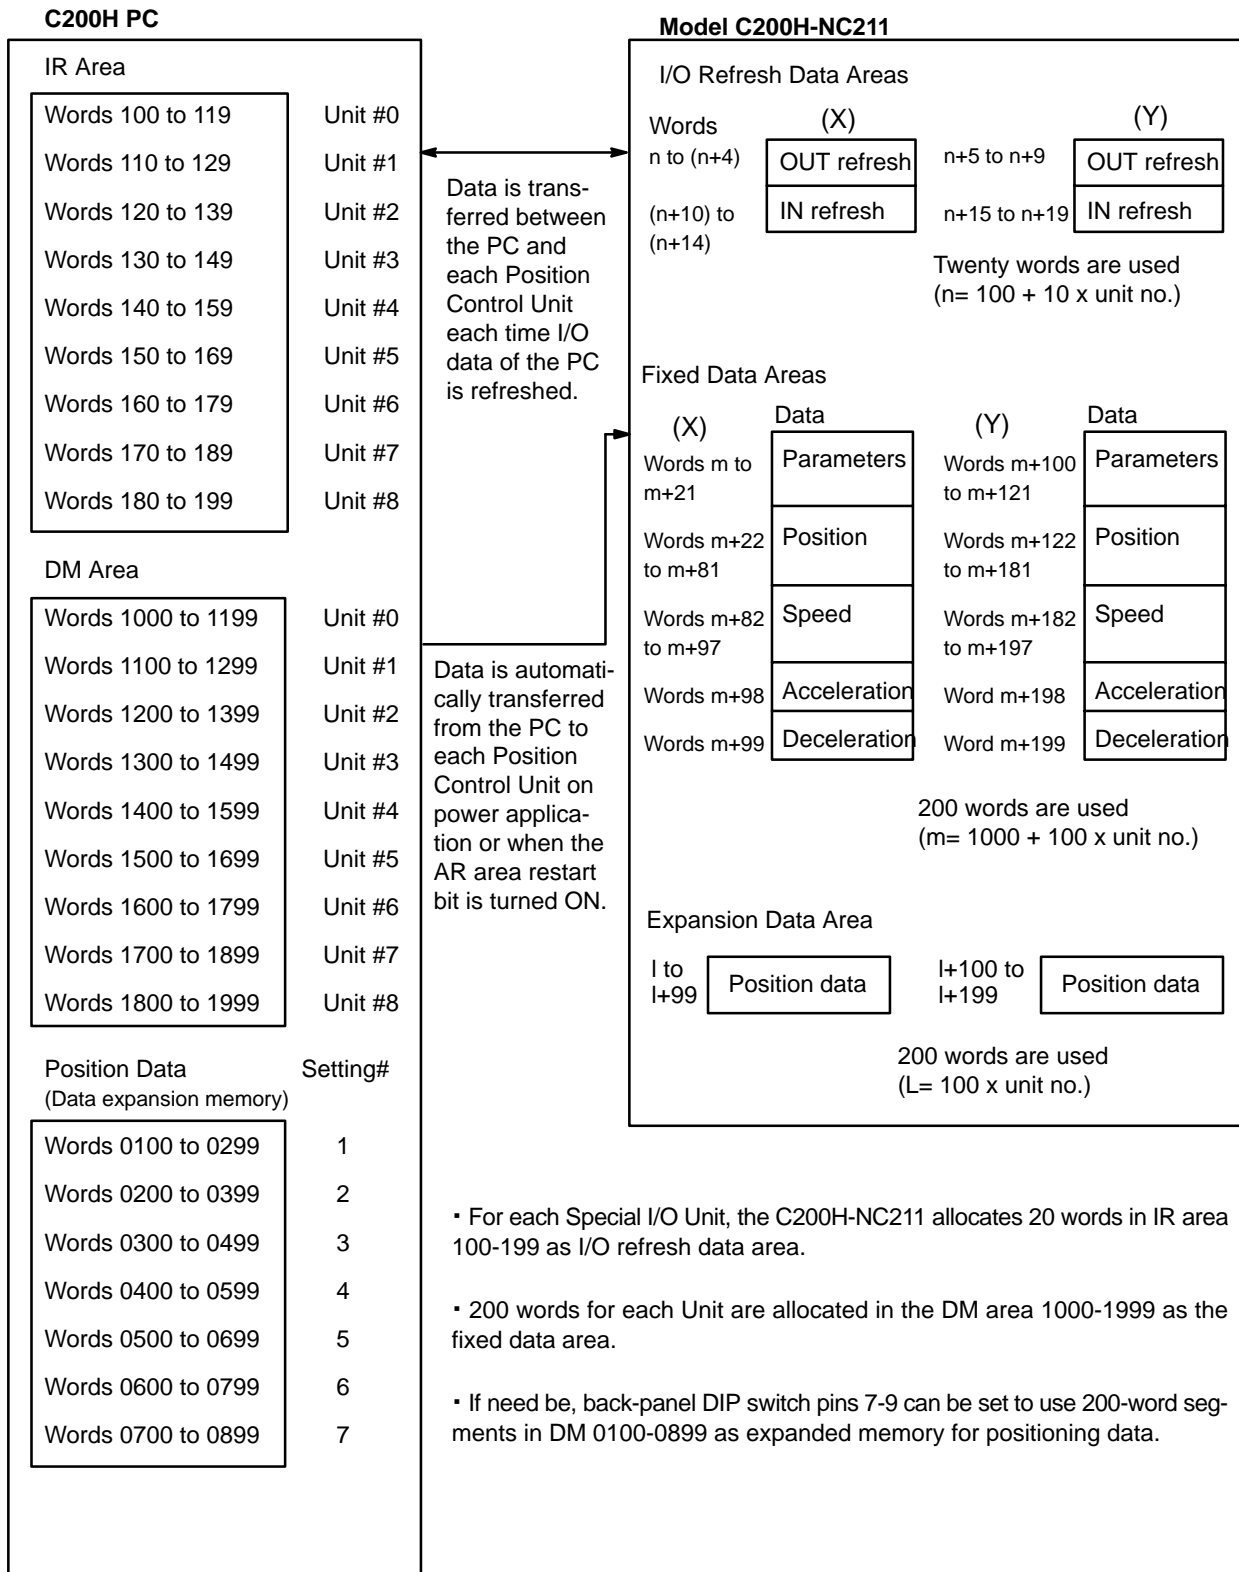 C200H PC
IR Area
Words 100 to 119 Unit #0
Words 110 to 129 Unit #1
Words 120 to 139 Unit #2
Words 130 to 149 Unit #3
Words 140 to 159 Unit #4
Words 150 to 169 Unit #5
Words 160 to 179 Unit #6
Words 170 to 189 Unit #7
Words 180 to 199 Unit #8
DM Area
Words 1000 to 1199 Unit #0
Words 1100 to 1299 Unit #1
Words 1200 to 1399 Unit #2
Words 1300 to 1499 Unit #3
Words 1400 to 1599 Unit #4
Words 1500 to 1699 Unit #5
Words 1600 to 1799 Unit #6
Words 1700 to 1899 Unit #7
Words 1800 to 1999 Unit #8
Position Data Setting#
(Data expansion memory)
Words 0100 to 0299 1
Words 0200 to 0399 2
Words 0300 to 0499 3
Words 0400 to 0599 4
Words 0500 to 0699 5
Words 0600 to 0799 6
Words 0700 to 0899 7
Data is trans-
ferred between
the PC and
each Position
Control Unit
each time I/O
data of the PC
is refreshed.
Data is automati-
cally transferred
from the PC to
each Position
Control Unit on
power applica-
tion or when the
AR area restart
bit is turned ON.
Model C200H-NC211
I/O Refresh Data Areas
Words (X) (Y)
n to (n+4) OUT refresh n+5 to n+9 OUT refresh
(n+10) to IN refresh n+15 to n+19 IN refresh
(n+14)
Twenty words are used
(n= 100 + 10 x unit no.)
Fixed Data Areas
(X) Data (Y) Data
Words m to Parameters Words m+100 Parameters
m+21 to m+121
Words m+22 Position Words m+122 Position
to m+81 to m+181
Words m+82 Speed Words m+182 Speed
to m+97 to m+197
Words m+98 Acceleration Word m+198 Acceleration
Words m+99 Deceleration Word m+199 Deceleration
200 words are used
(m= 1000 + 100 x unit no.)
Expansion Data Area
l to Position data l+100 to Position data
l+99 l+199
200 words are used
(L= 100 x unit no.)
· For each Special I/O Unit, the C200H-NC211 allocates 20 words in IR area
100-199 as I/O refresh data area.
· 200 words for each Unit are allocated in the DM area 1000-1999 as the
fixed data area.
· If need be, back-panel DIP switch pins 7-9 can be set to use 200-word seg-
ments in DM 0100-0899 as expanded memory for positioning data.